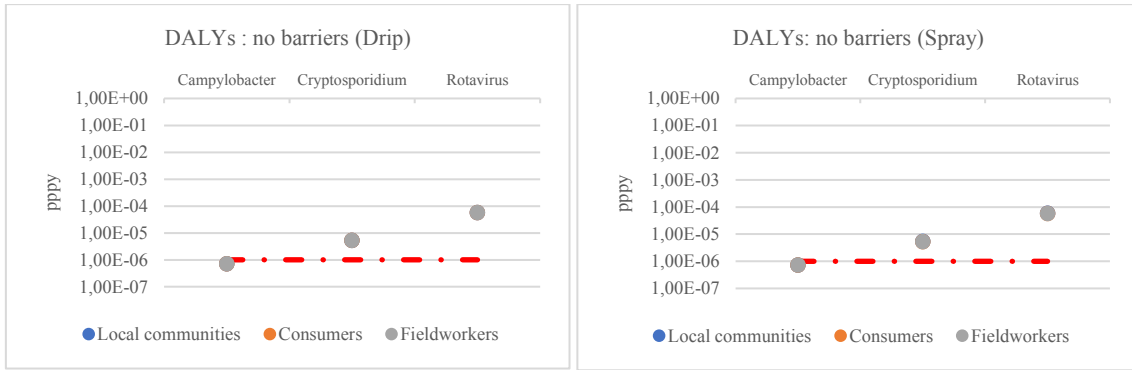 DALYs : no barriers (Drip)
Campylobacter Cryptosporidium Rotavirus
1,00E+00
1,00E-01
1,00E-02
1,00E-03
1,00E-04
1,00E-05
1,00E-06
1,00E-07
pppy
Local communities Consumers Fieldworkers
DALYs: no barriers (Spray)
Campylobacter Cryptosporidium Rotavirus
1,00E+00
1,00E-01
1,00E-02
1,00E-03
1,00E-04
1,00E-05
1,00E-06
1,00E-07
pppy
Local communities Consumers Fieldworkers